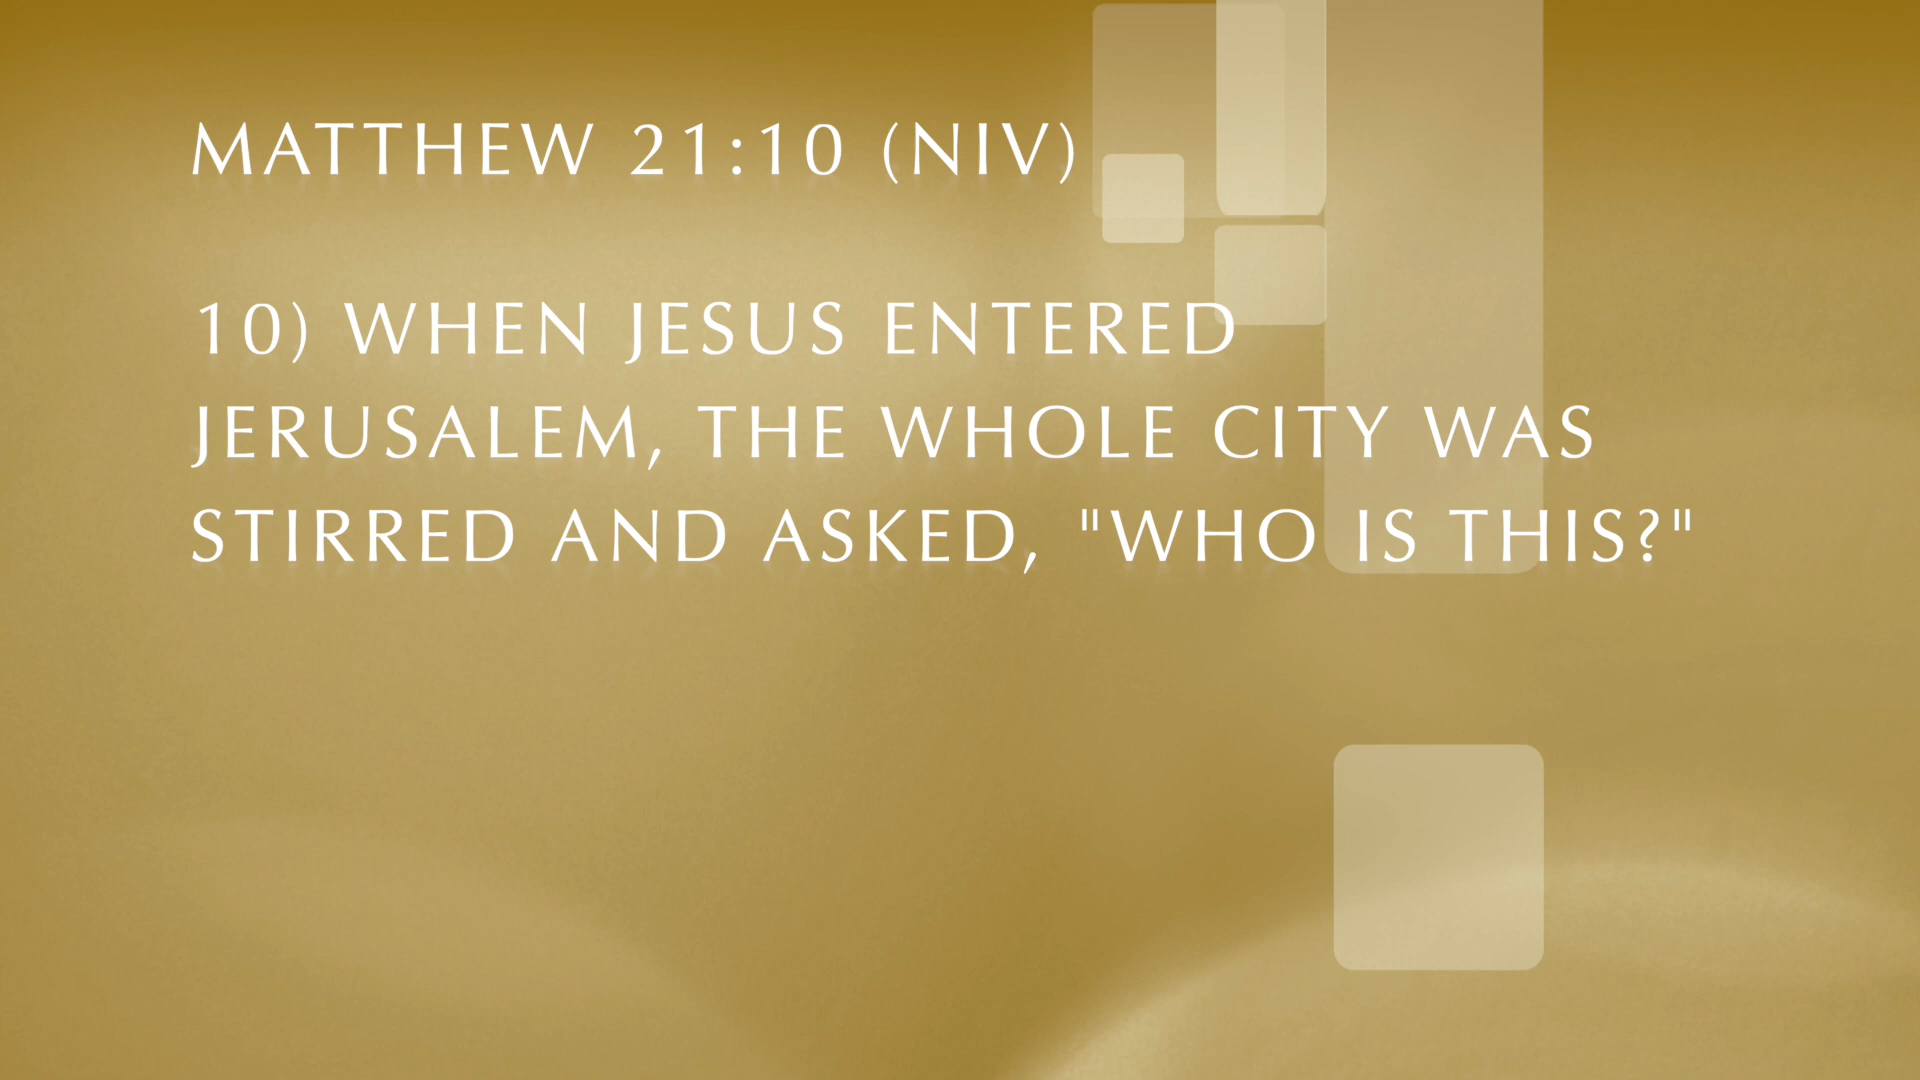 MATTHEW 21:10 (NIV)
10) WHEN JESUS ENTERED
JERUSALEM, THE WHOLE CITY WAS
STIRRED AND ASKED, "WHO IS THIS?"